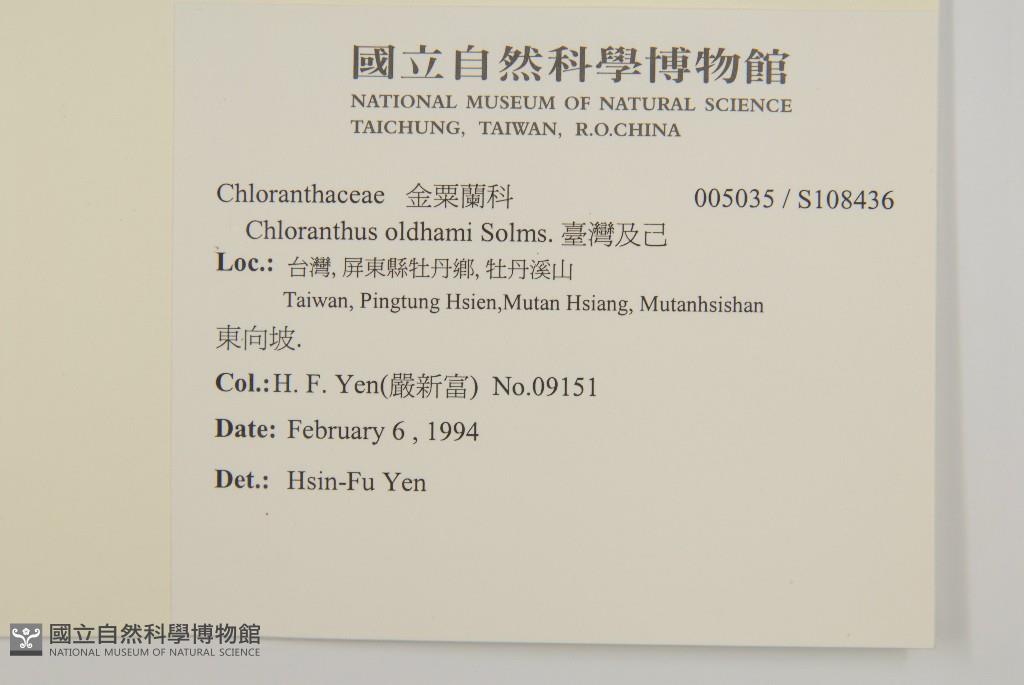 國立自然科學博物館
NATIONAL MUSEUM OF NATURAL SCIENCE
TAICHUNG, TAIWAN, R.O.CHINA
Chloranthaceae 金粟蘭科 005035 / S108436
Chloranthus oldhami Solms. 臺灣及己
Loc.: 台灣, 屏東縣牡丹鄉, 牡丹溪山
Taiwan, Pingtung Hsien,Mutan Hsiang, Mutanhsishan
東向坡.
Col.:H. F. Yen(嚴新富) No.09151
Date: February 6 , 1994
Det.: Hsin-Fu Yen
國立自然科學博物館
NATIONAL MUSEUM OF NATURAL SCIENCE